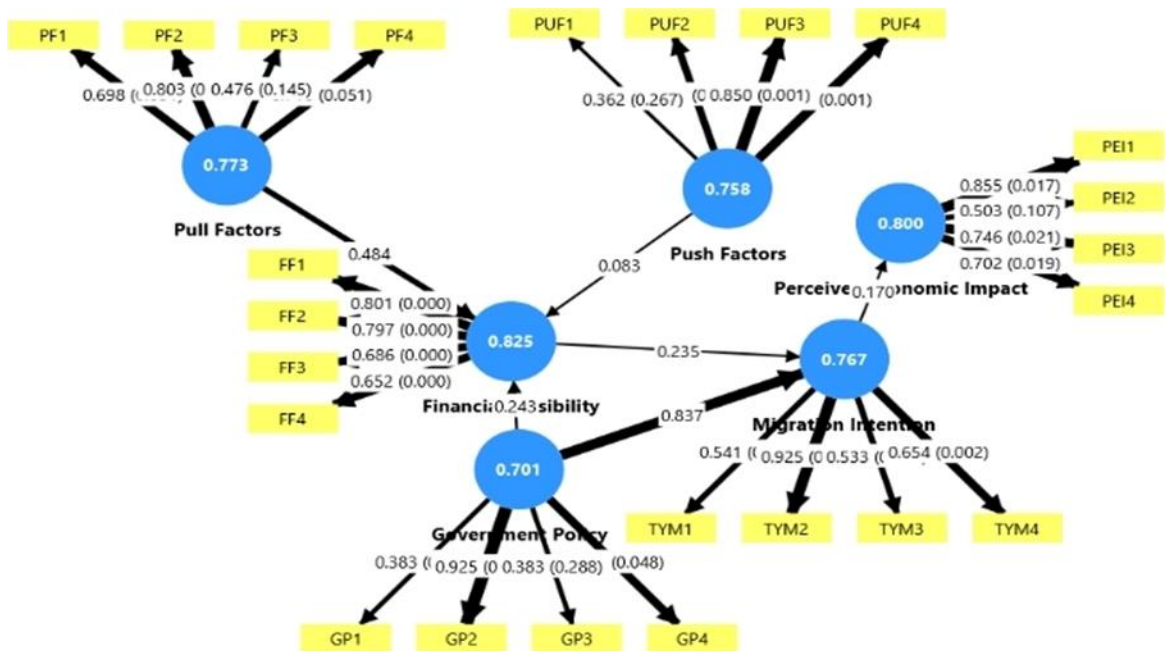 PF1 PF2 PF3 PF4
PUF1 PUF2 PUF3 PUF4
0.698 0.803 0.476 (0.145) (0.051)
0.362 (0.267) 0.850 (0.001) (0.001)
0.773
Pull Factors
0.758
Push Factors
PEI1
PEI2
PEI3
PEI4
0.855 (0.017)
0.503 (0.107)
0.746 (0.021)
0.702 (0.019)
0.800
Impact
0.170
0.484
0.083
FF1
FF2
FF3
FF4
0.801 (0.000)
0.797 (0.000)
0.686 (0.000)
0.652 (0.000)
0.825
0.243
0.235
0.767
Migration Intention
0.837
0.701
Government Policy
0.541 0.925 0.533 0.654 (0.002)
TYM1 TYM2 TYM3 TYM4
0.383 0.925 0.383 (0.288) (0.048)
GP1 GP2 GP3 GP4